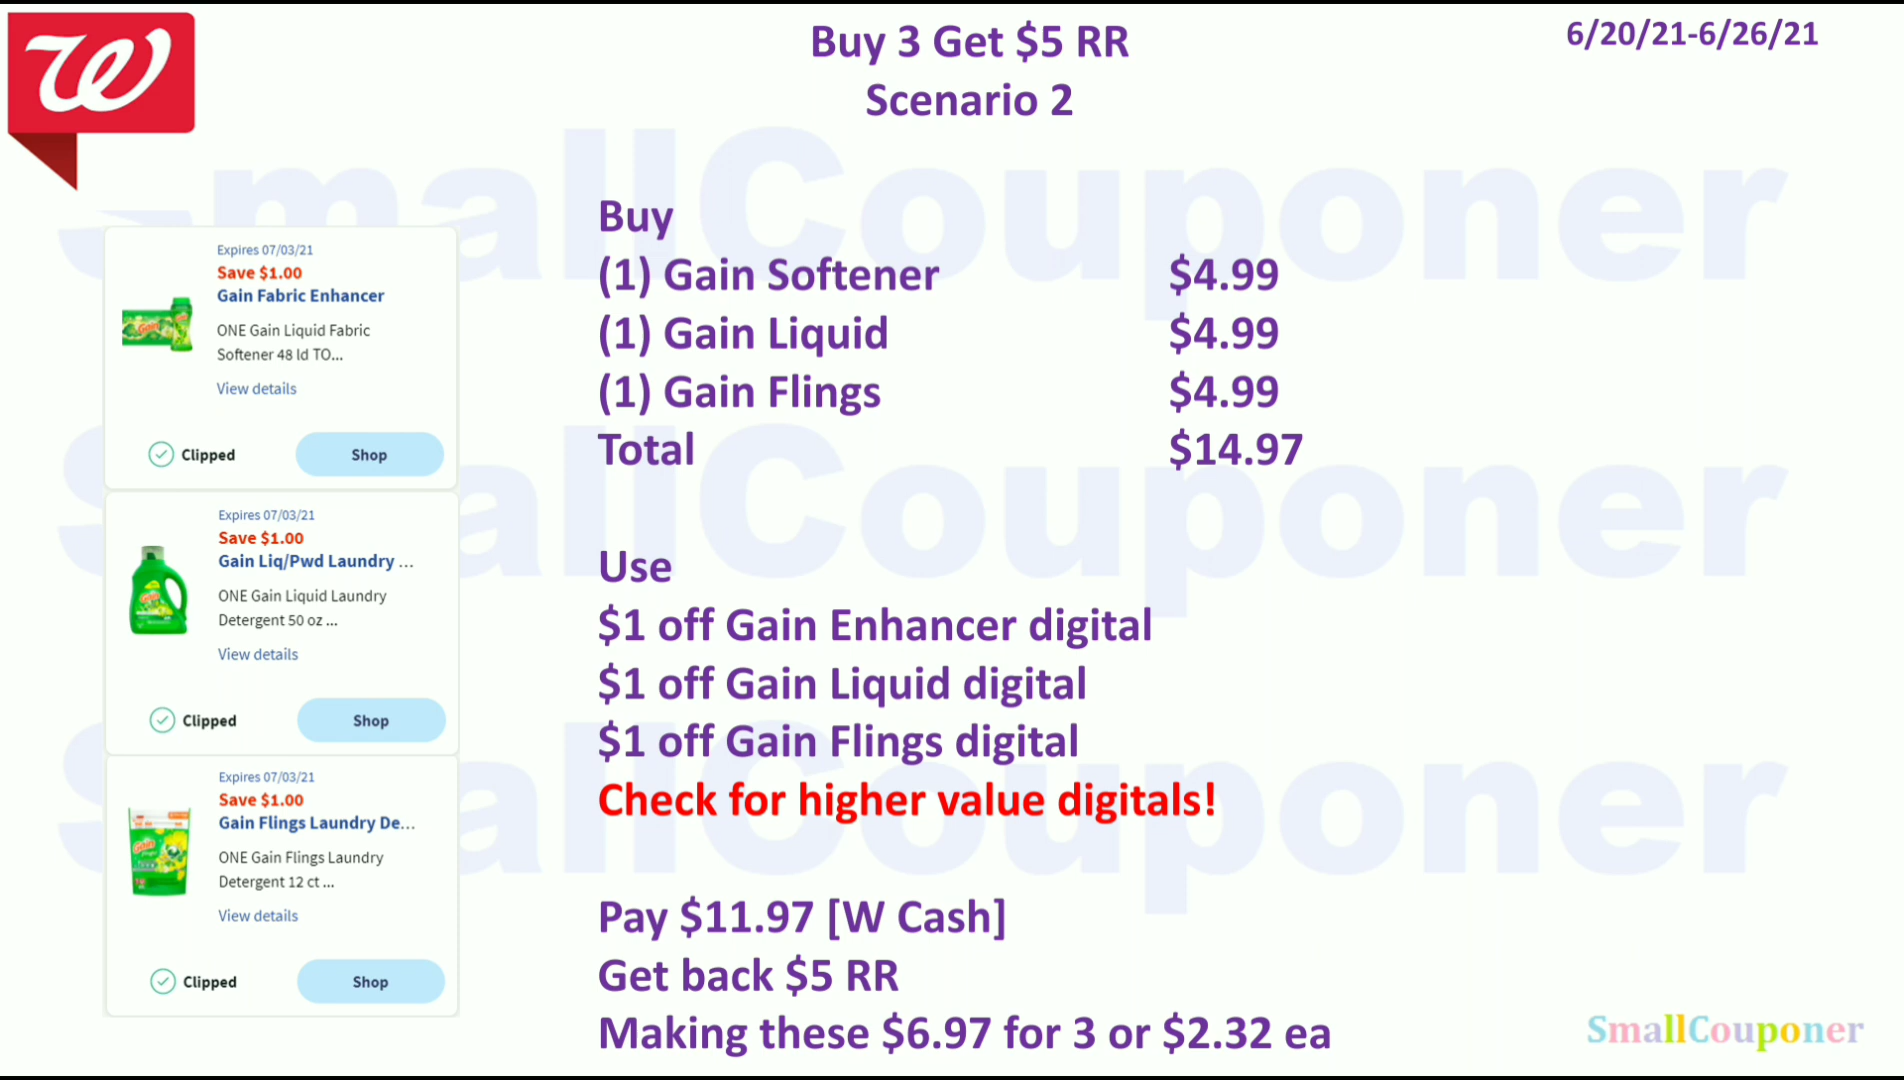 Buy 3 Get $5 RR
Scenario 2
6/20/21-6/26/21
Expires 07/03/21
Save $1.00
Gain Fabric Enhancer
ONE Gain Liquid Fabric
Softener 48 ld TO...
View details
Clipped
Shop
Expires 07/03/21
Save $1.00
Gain Liq/Pwd Laundry ...
ONE Gain Liquid Laundry
Detergent 50 oz ...
View details
Clipped
Shop
Expires 07/03/21
Save $1.00
Gain Flings Laundry De...
ONE Gain Flings Laundry
Detergent 12 ct ...
View details
Clipped
Shop
Buy
(1) Gain Softener $4.99
(1) Gain Liquid $4.99
(1) Gain Flings $4.99
Total $14.97
Use
$1 off Gain Enhancer digital
$1 off Gain Liquid digital
$1 off Gain Flings digital
Check for higher value digitals!
Pay $11.97 [W Cash]
Get back $5 RR
Making these $6.97 for 3 or $2.32 ea
SmallCouponer
SmallCouponer
SmallCouponer
SmallCouponer
W